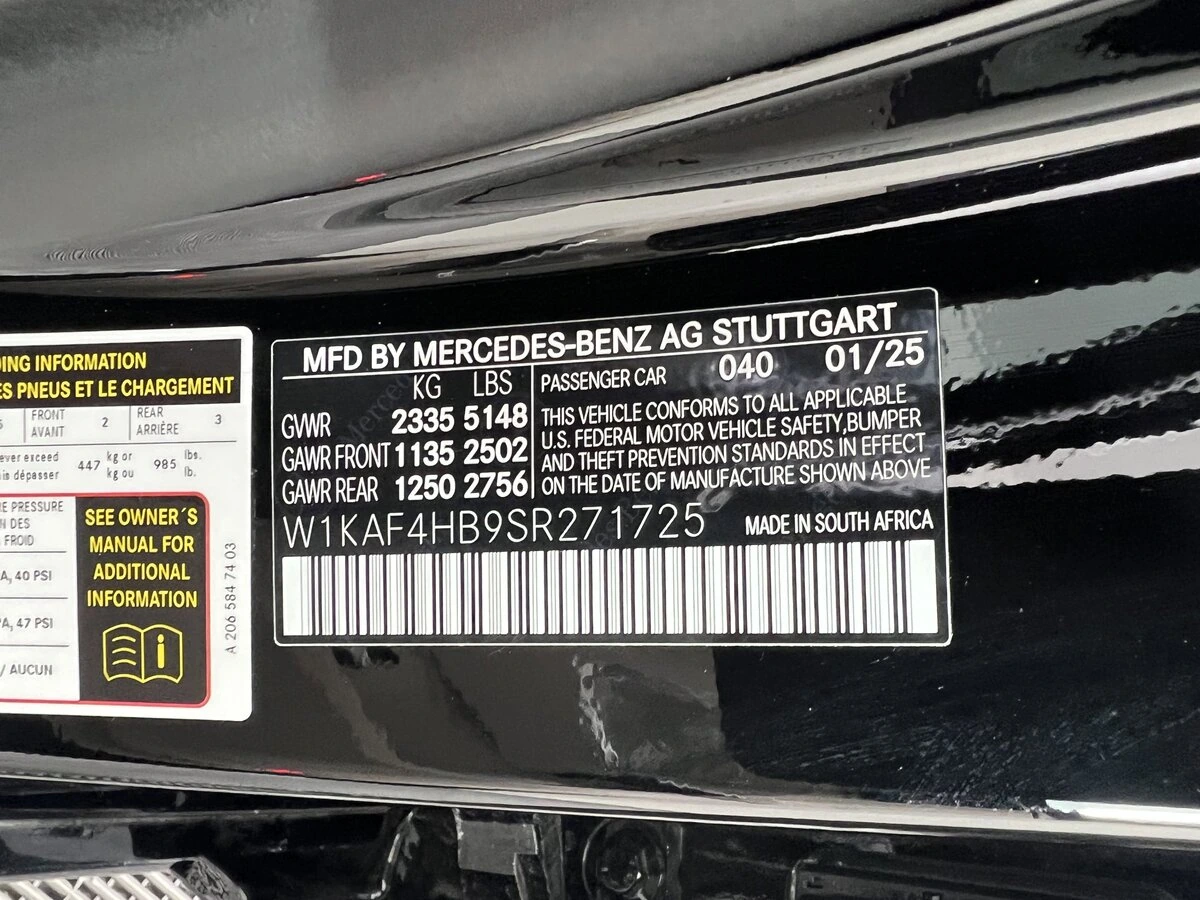 ING INFORMATION
ES PNEUS ET LE CHARGEMENT
FRONT 2 REAR 3
AVANT ARRIÈRE
ever exceed 447 kg or 985 lbs.
is dépasser kg ou lb.
E PRESSURE
N DES
FROID
A, 40 PSI
PA, 47 PSI
/ AUCUN
SEE OWNER´S
MANUAL FOR
ADDITIONAL
INFORMATION
i
A 206 584 74 03
MFD BY MERCEDES-BENZ AG STUTTGART
KG LBS
GVWR 2335 5148
GAWR FRONT 1135 2502
GAWR REAR 1250 2756
PASSENGER CAR 040 01/25
THIS VEHICLE CONFORMS TO ALL APPLICABLE
U.S. FEDERAL MOTOR VEHICLE SAFETY,BUMPER
AND THEFT PREVENTION STANDARDS IN EFFECT
ON THE DATE OF MANUFACTURE SHOWN ABOVE
W1KAF4HB9SR271725 MADE IN SOUTH AFRICA